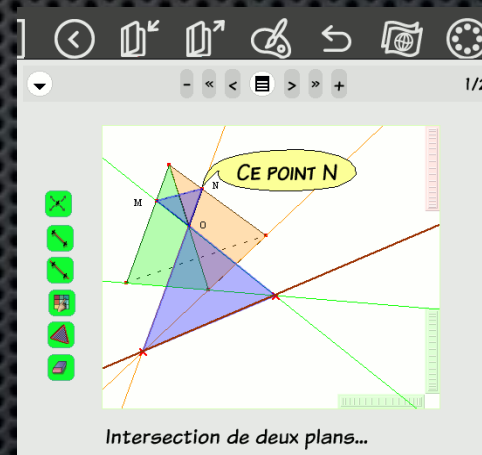 - « < > » +
1/2
CE POINT N
N
M
O
Intersection de deux plans...